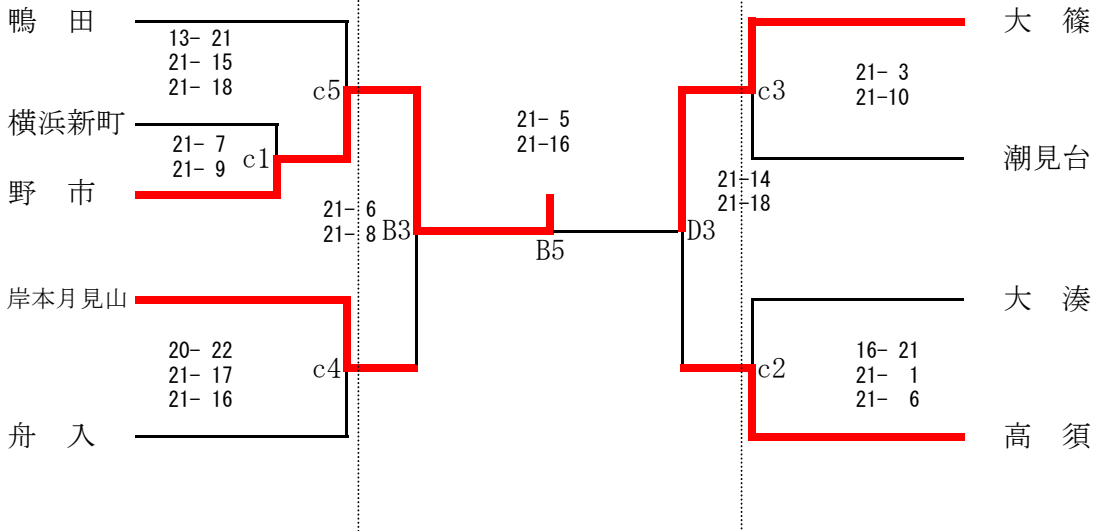 鴨　田
13- 21
21- 15
21- 18
c5
横浜新町
21- 7
21- 9
c1
野　市
21- 6
21- 8
B3
岸本月見山
20- 22
21- 17
21- 16
c4
舟　入
21- 5
21-16
B5
大　篠
21- 3
21-10
c3
潮見台
21-14
21-18
D3
大　湊
16- 21
21-　1
21-　6
c2
高　須